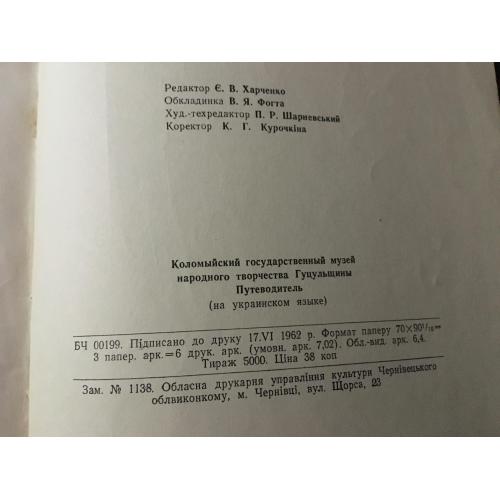 Редактор Є. В. Харченко
Обкладинка В. Я. Фогта
Худ.-техредактор П. Р. Шарневський
Коректор К. Г. Курочкіна
Коломыйский государственный музей
народного творчества Гуцульщины
Путеводитель
(на украинском языке)
БЧ 00199. Підписано до друку 17.VI 1962 р. Формат паперу 70×90¹/₁₆=
3 папер. арк.=6 друк. арк. (умовн. арк. 7,02). Обл.-вид. арк. 6,4.
Тираж 5000. Ціна 38 коп
Зам. № 1138. Обласна друкарня управління культури Чернівецького
облвиконкому, м. Чернівці, вул. Щорса, 23